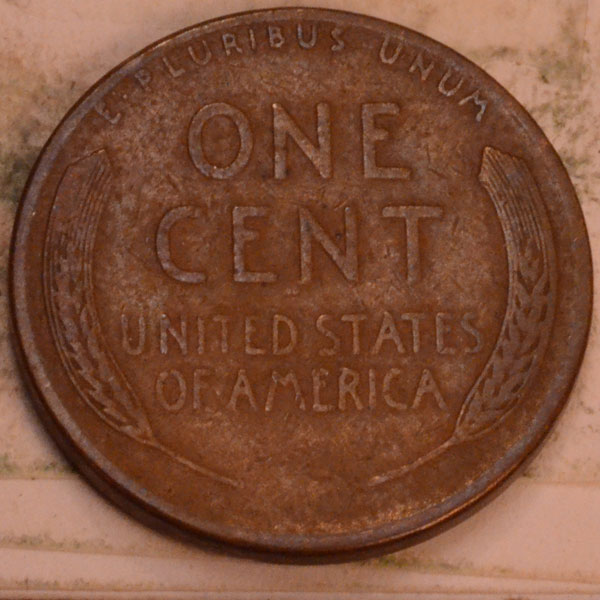 E·PLURIBUS UNUM
ONE
CENT
UNITED STATES
OF·AMERICA